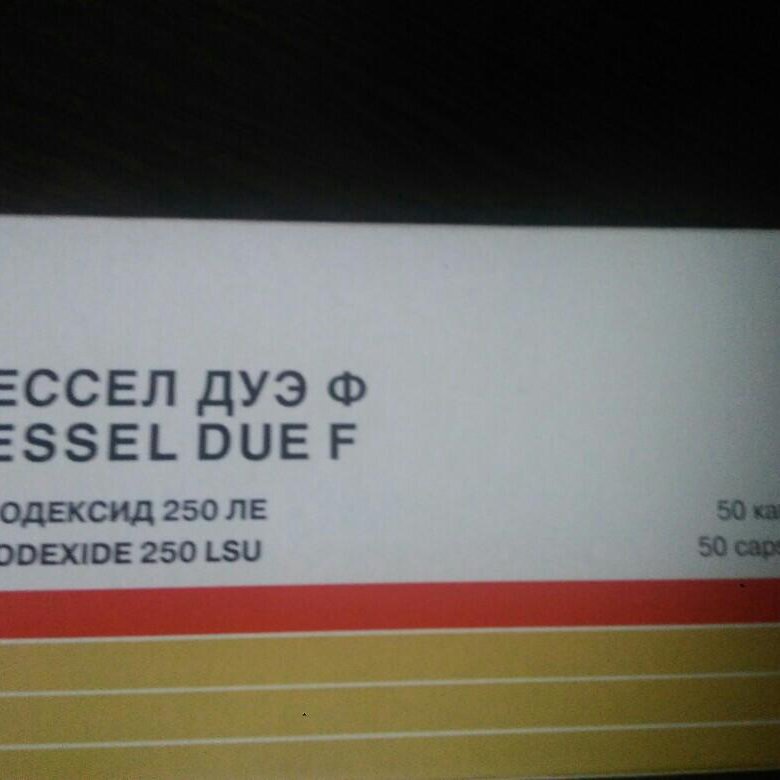 ЕССЕЛ ДУЭ Ф
ESSEL DUE F
ОДЕКСИД 250 ЛЕ
ODEXIDE 250 LSU
50 ка
50 caps